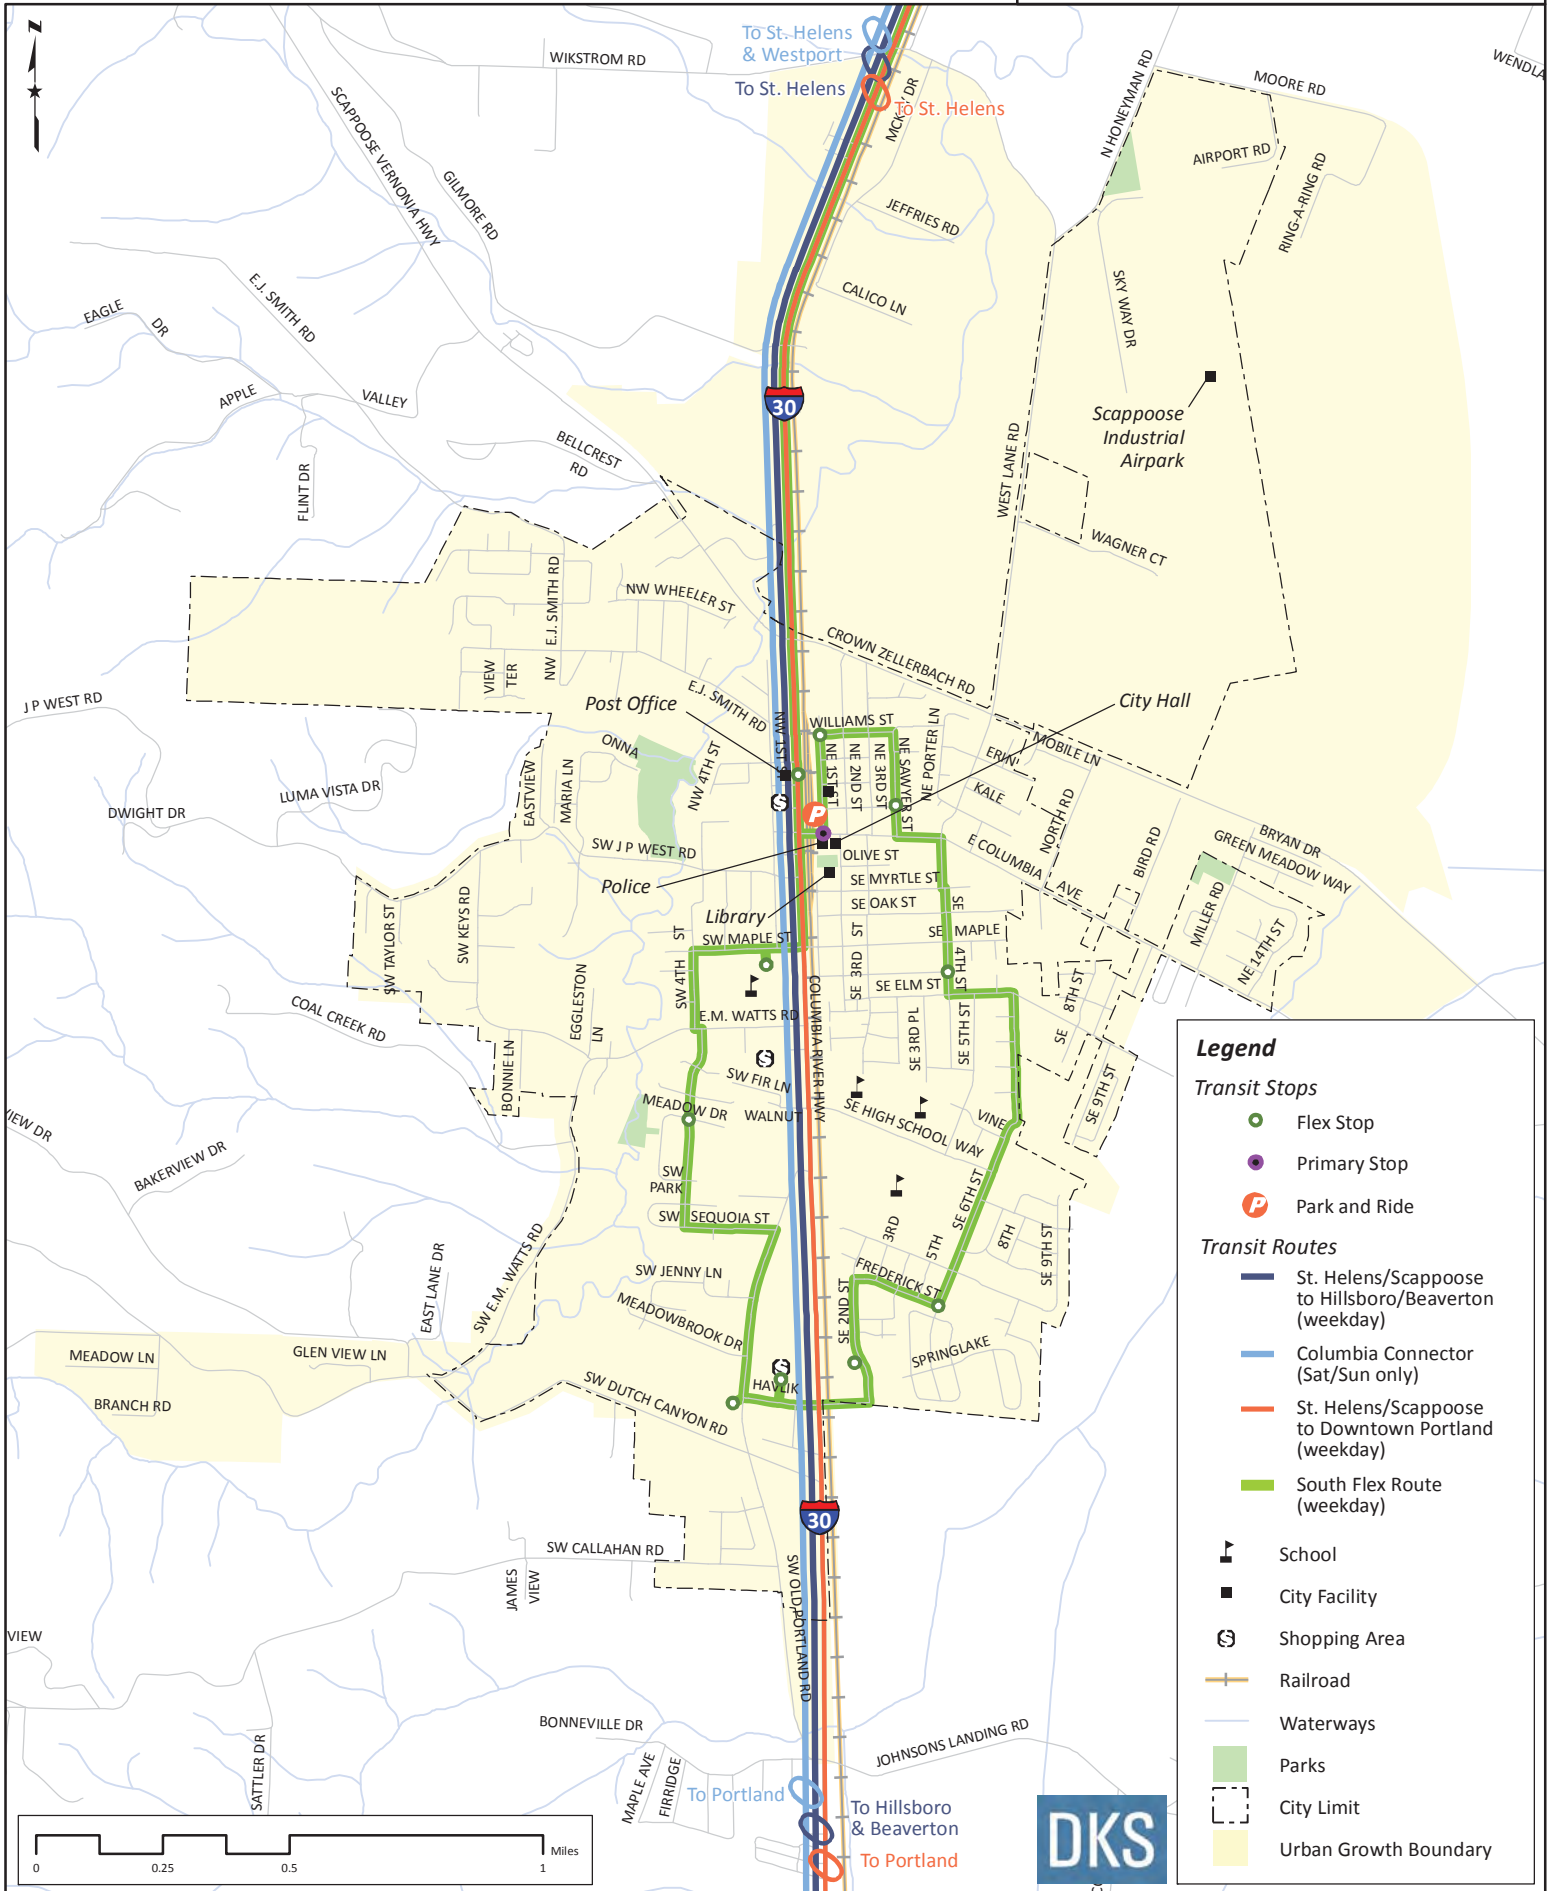 N
WIKSTROM RD
To St. Helens
& Westport
To St. Helens
To St. Helens
MOORE RD
N HONEYMAN RD
AIRPORT RD
RING-A-RING RD
SCAPPOOSE VERNONIA HWY
GILMORE RD
JEFFRIES RD
CALICO LN
SKY WAY DR
E.J. SMITH RD
EAGLE
DR
APPLE
VALLEY
30
Scappoose
Industrial
Airpark
BELLCREST
RD
FLINT DR
WEST LANE RD
WAGNER CT
NW E.J. SMITH RD
NW WHEELER ST
VIEW
TER
CROWN ZELLERBACH RD
J P WEST RD
Post Office
E.J. SMITH RD
City Hall
WILLIAMS ST
NE 1ST ST
NE 2ND ST
NE 3RD ST
NE SAWYER ST
NE PORTER LN
ERIN
MOBILE LN
KALE
NORTH RD
BIRD RD
BRYAN DR
GREEN MEADOW WAY
ONNA
NW 4TH ST
EASTVIEW
MARIA LN
LUMA VISTA DR
DWIGHT DR
SW J P WEST RD
P
OLIVE ST
E COLUMBIA AVE
MILLER RD
NE 14TH ST
Police
SE MYRTLE ST
SE OAK ST
Library
SW TAYLOR ST
SW KEYS RD
SW MAPLE ST
SW 4TH ST
SE 3RD ST
SE MAPLE
SE 4TH ST
SE ELM ST
EGGLESTON
LN
COAL CREEK RD
E.M. WATTS RD
COLUMBIA RIVER HWY
SE 3RD PL
SE 5TH ST
SE 8TH ST
SE 9TH ST
BONNIE LN
SW FIR LN
MEADOW DR
WALNUT
SE HIGH SCHOOL WAY
VINE
BAKERVIEW DR
SW
PARK
SW SEQUOIA ST
SE 6TH ST
3RD
5TH
8TH
SE 9TH ST
SW E.M. WATTS RD
EAST LANE DR
SW JENNY LN
FREDERICK ST
MEADOWBROOK DR
SE 2ND ST
SPRINGLAKE
MEADOW LN
GLEN VIEW LN
HAVLIK
BRANCH RD
SW DUTCH CANYON RD
30
SW CALLAHAN RD
JAMES
VIEW
SW OLD PORTLAND RD
VIEW
BONNEVILLE DR
JOHNSONS LANDING RD
SATTLER DR
MAPLE AVE
FIRRIDGE
To Portland
To Hillsboro
& Beaverton
To Portland
0
0.25
0.5
1
Miles
DKS
Legend
Transit Stops
Flex Stop
Primary Stop
P
Park and Ride
Transit Routes
St. Helens/Scappoose
to Hillsboro/Beaverton
(weekday)
Columbia Connector
(Sat/Sun only)
St. Helens/Scappoose
to Downtown Portland
(weekday)
South Flex Route
(weekday)
School
City Facility
S
Shopping Area
Railroad
Waterways
Parks
City Limit
Urban Growth Boundary